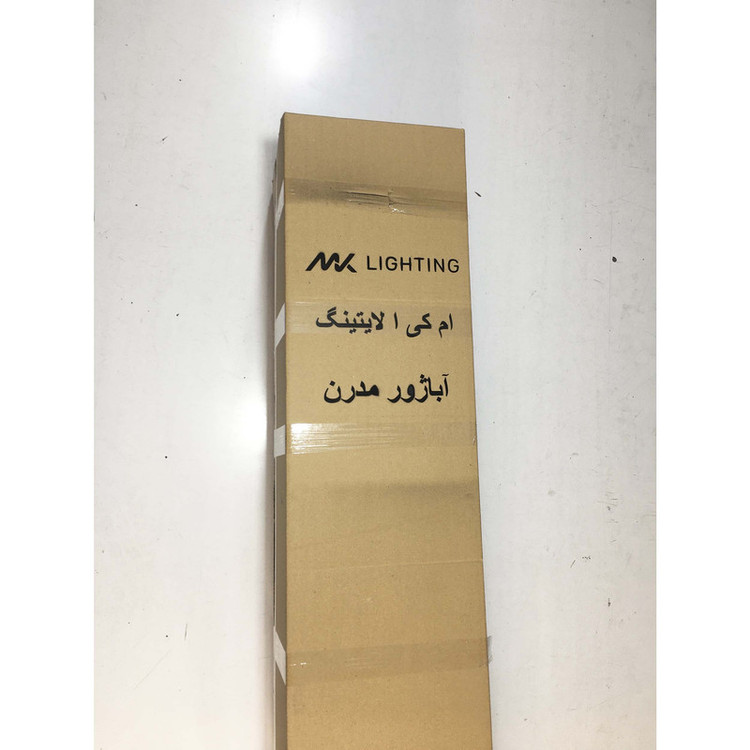 MK LIGHTING
ام کی ا لایتینگ
آباژور مدرن